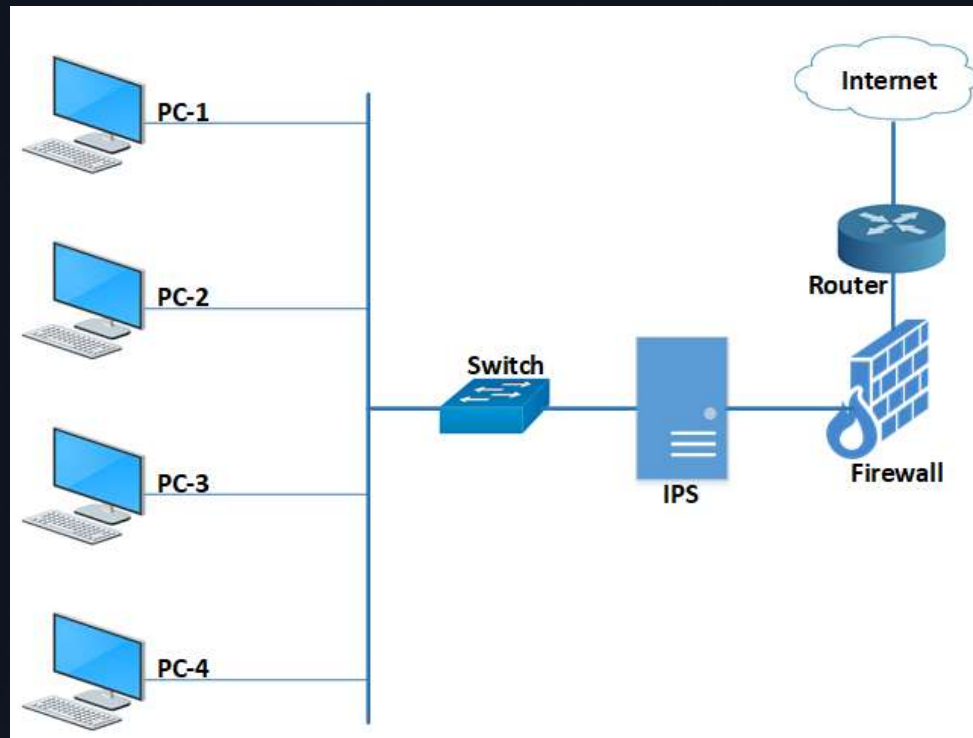 Internet
PC-1
Router
PC-2
Switch
Firewall
PC-3
IPS
PC-4